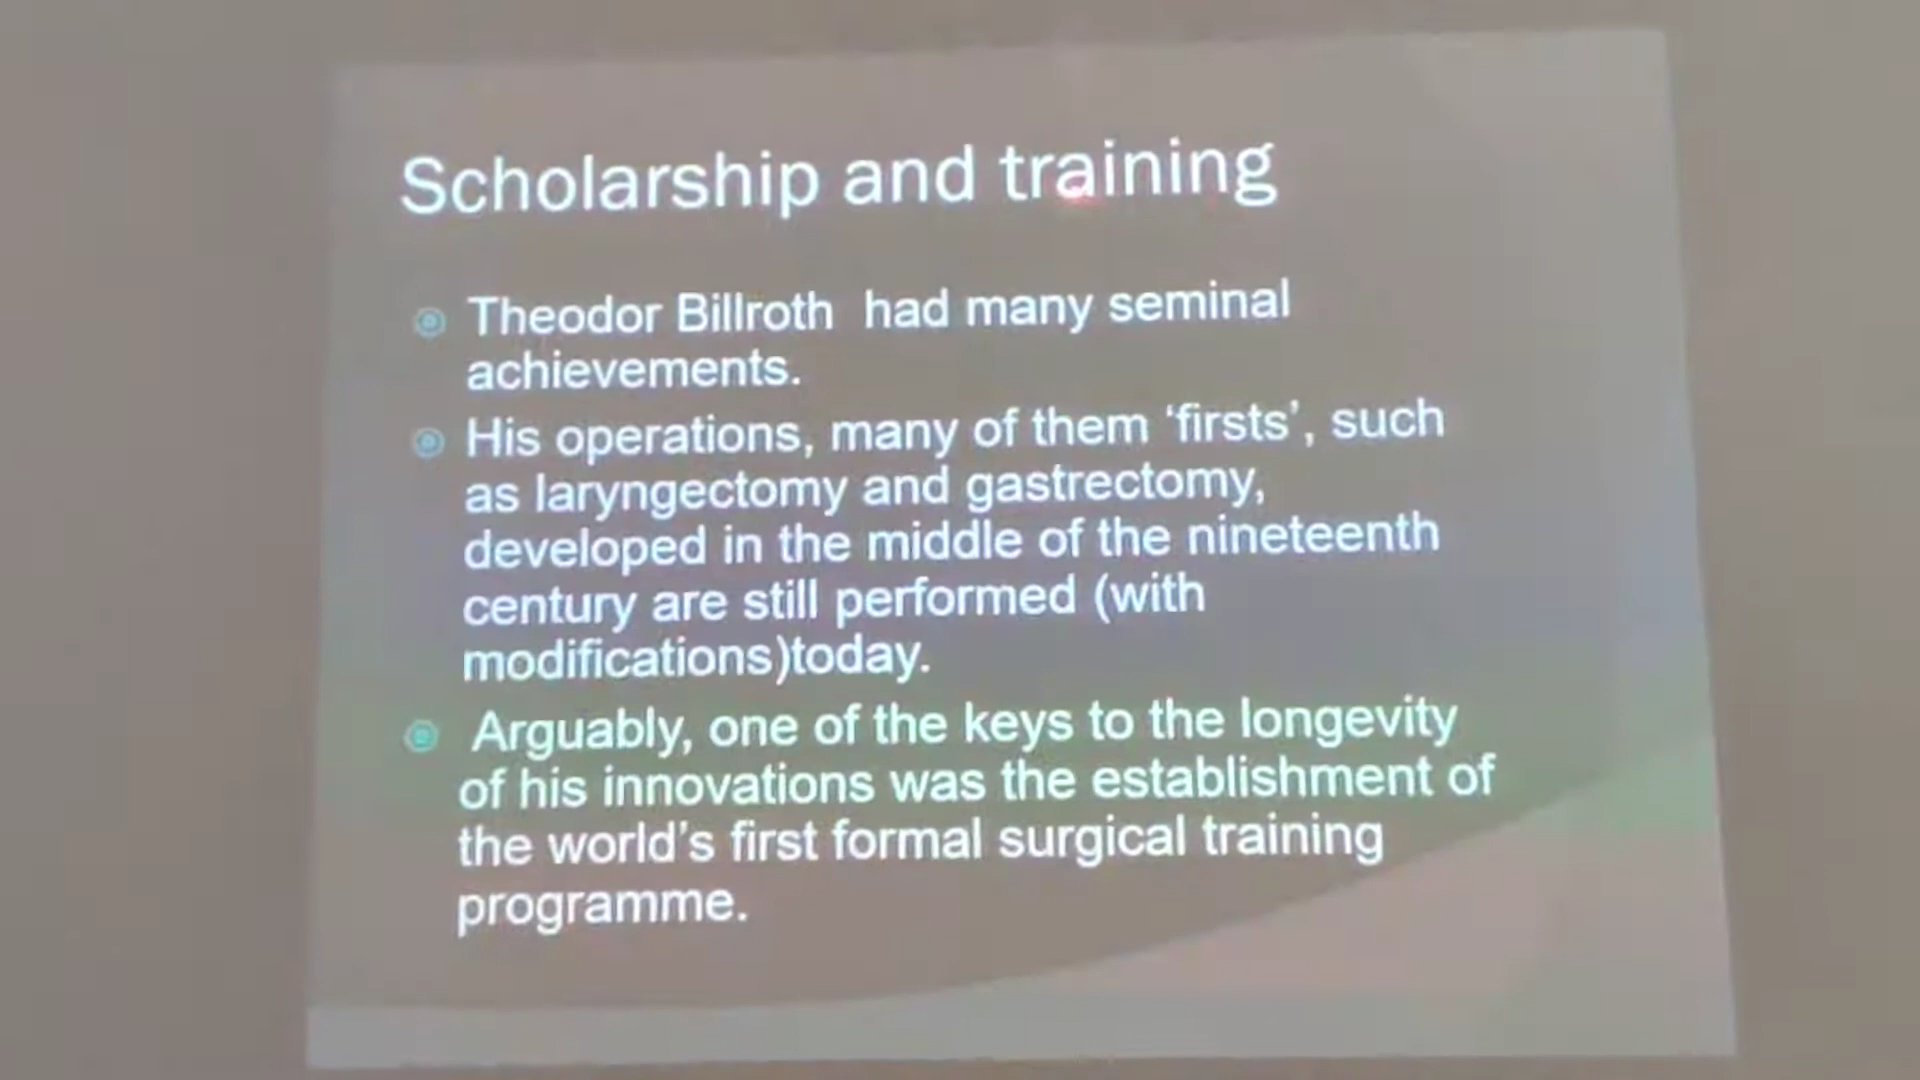 Scholarship and training
Theodor Billroth had many seminal
achievements.
His operations, many of them ‘firsts’, such
as laryngectomy and gastrectomy,
developed in the middle of the nineteenth
century are still performed (with
modifications)today.
Arguably, one of the keys to the longevity
of his innovations was the establishment of
the world’s first formal surgical training
programme.